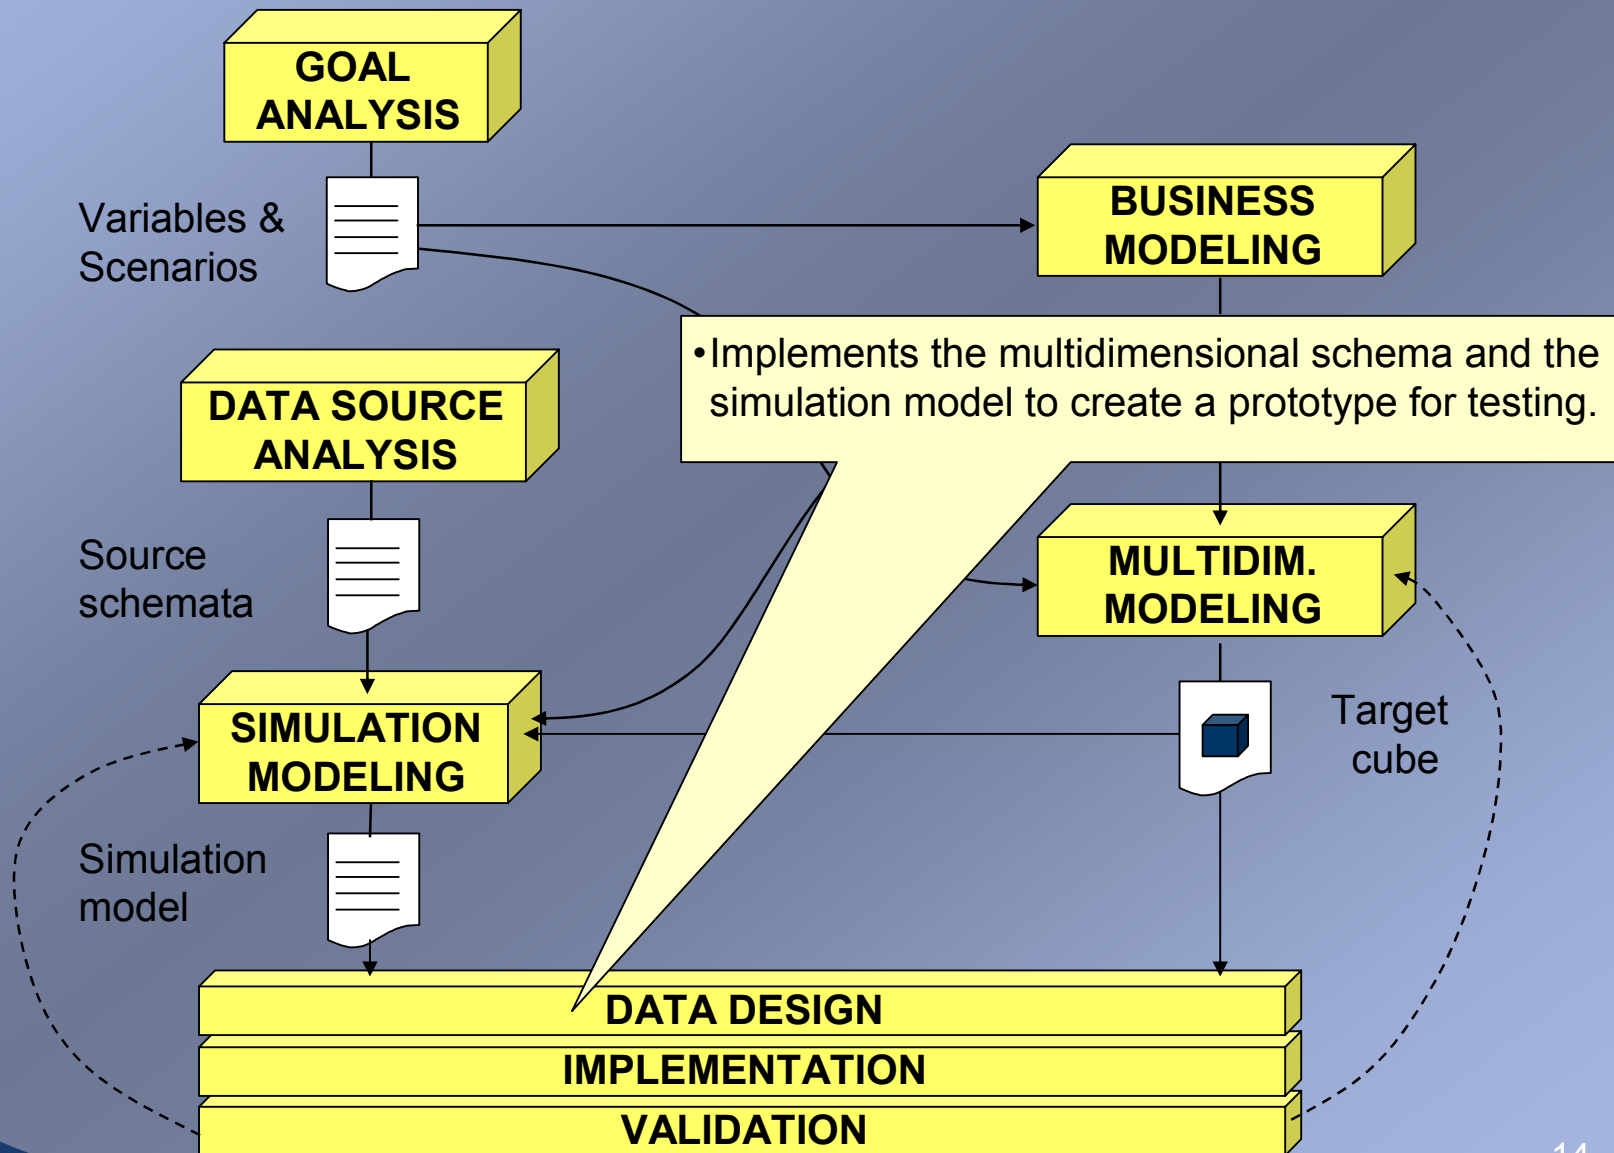 GOAL
ANALYSIS
Variables &
Scenarios
BUSINESS
MODELING
•Implements the multidimensional schema and the
simulation model to create a prototype for testing.
DATA SOURCE
ANALYSIS
Source
schemata
MULTIDIM.
MODELING
SIMULATION
MODELING
Target
cube
Simulation
model
DATA DESIGN
IMPLEMENTATION
VALIDATION
14